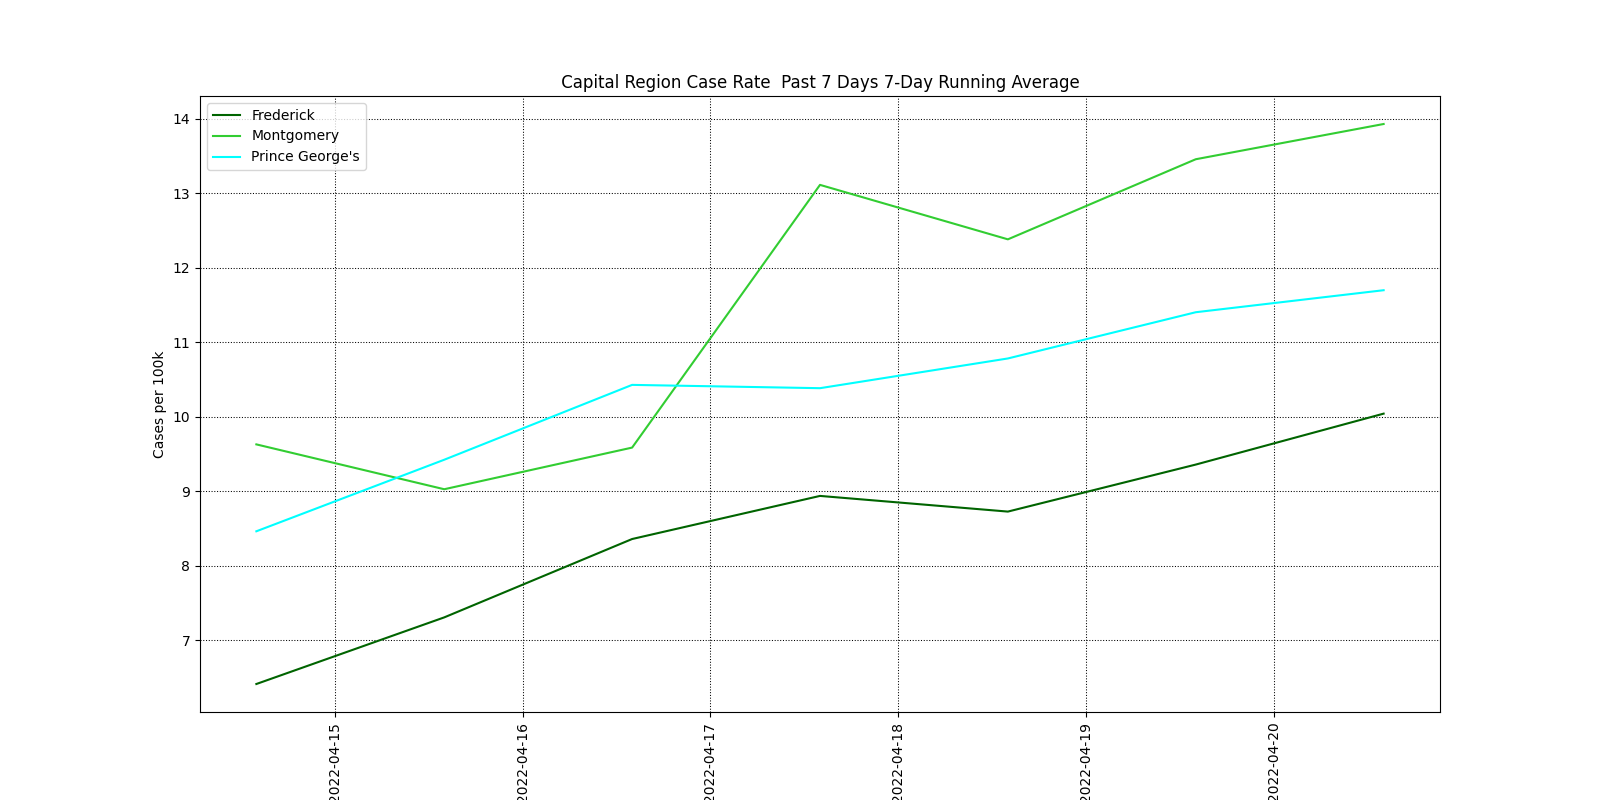 Capital Region Case Rate  Past 7 Days 7-Day Running Average
Frederick
Montgomery
Prince George's
14
13
12
11
10
9
8
7
Cases per 100k
2022-04-15
2022-04-16
2022-04-17
2022-04-18
2022-04-19
2022-04-20